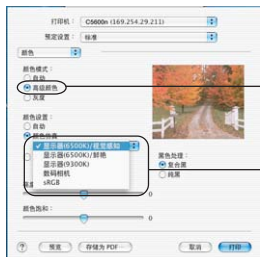 打印机： C5600n (169.254.29.211)
预定设置： 标准
颜色
颜色模式：
自动
高级颜色
灰度
颜色设置：
自动
✓ 显示器(6500K)/视觉感知
显示器(6500K)/鲜艳
显示器(9300K)
数码相机
sRGB
黑色处理：
复合黑
纯黑
0
颜色饱和：
0
? 预览 存储为 PDF… 取消 打印